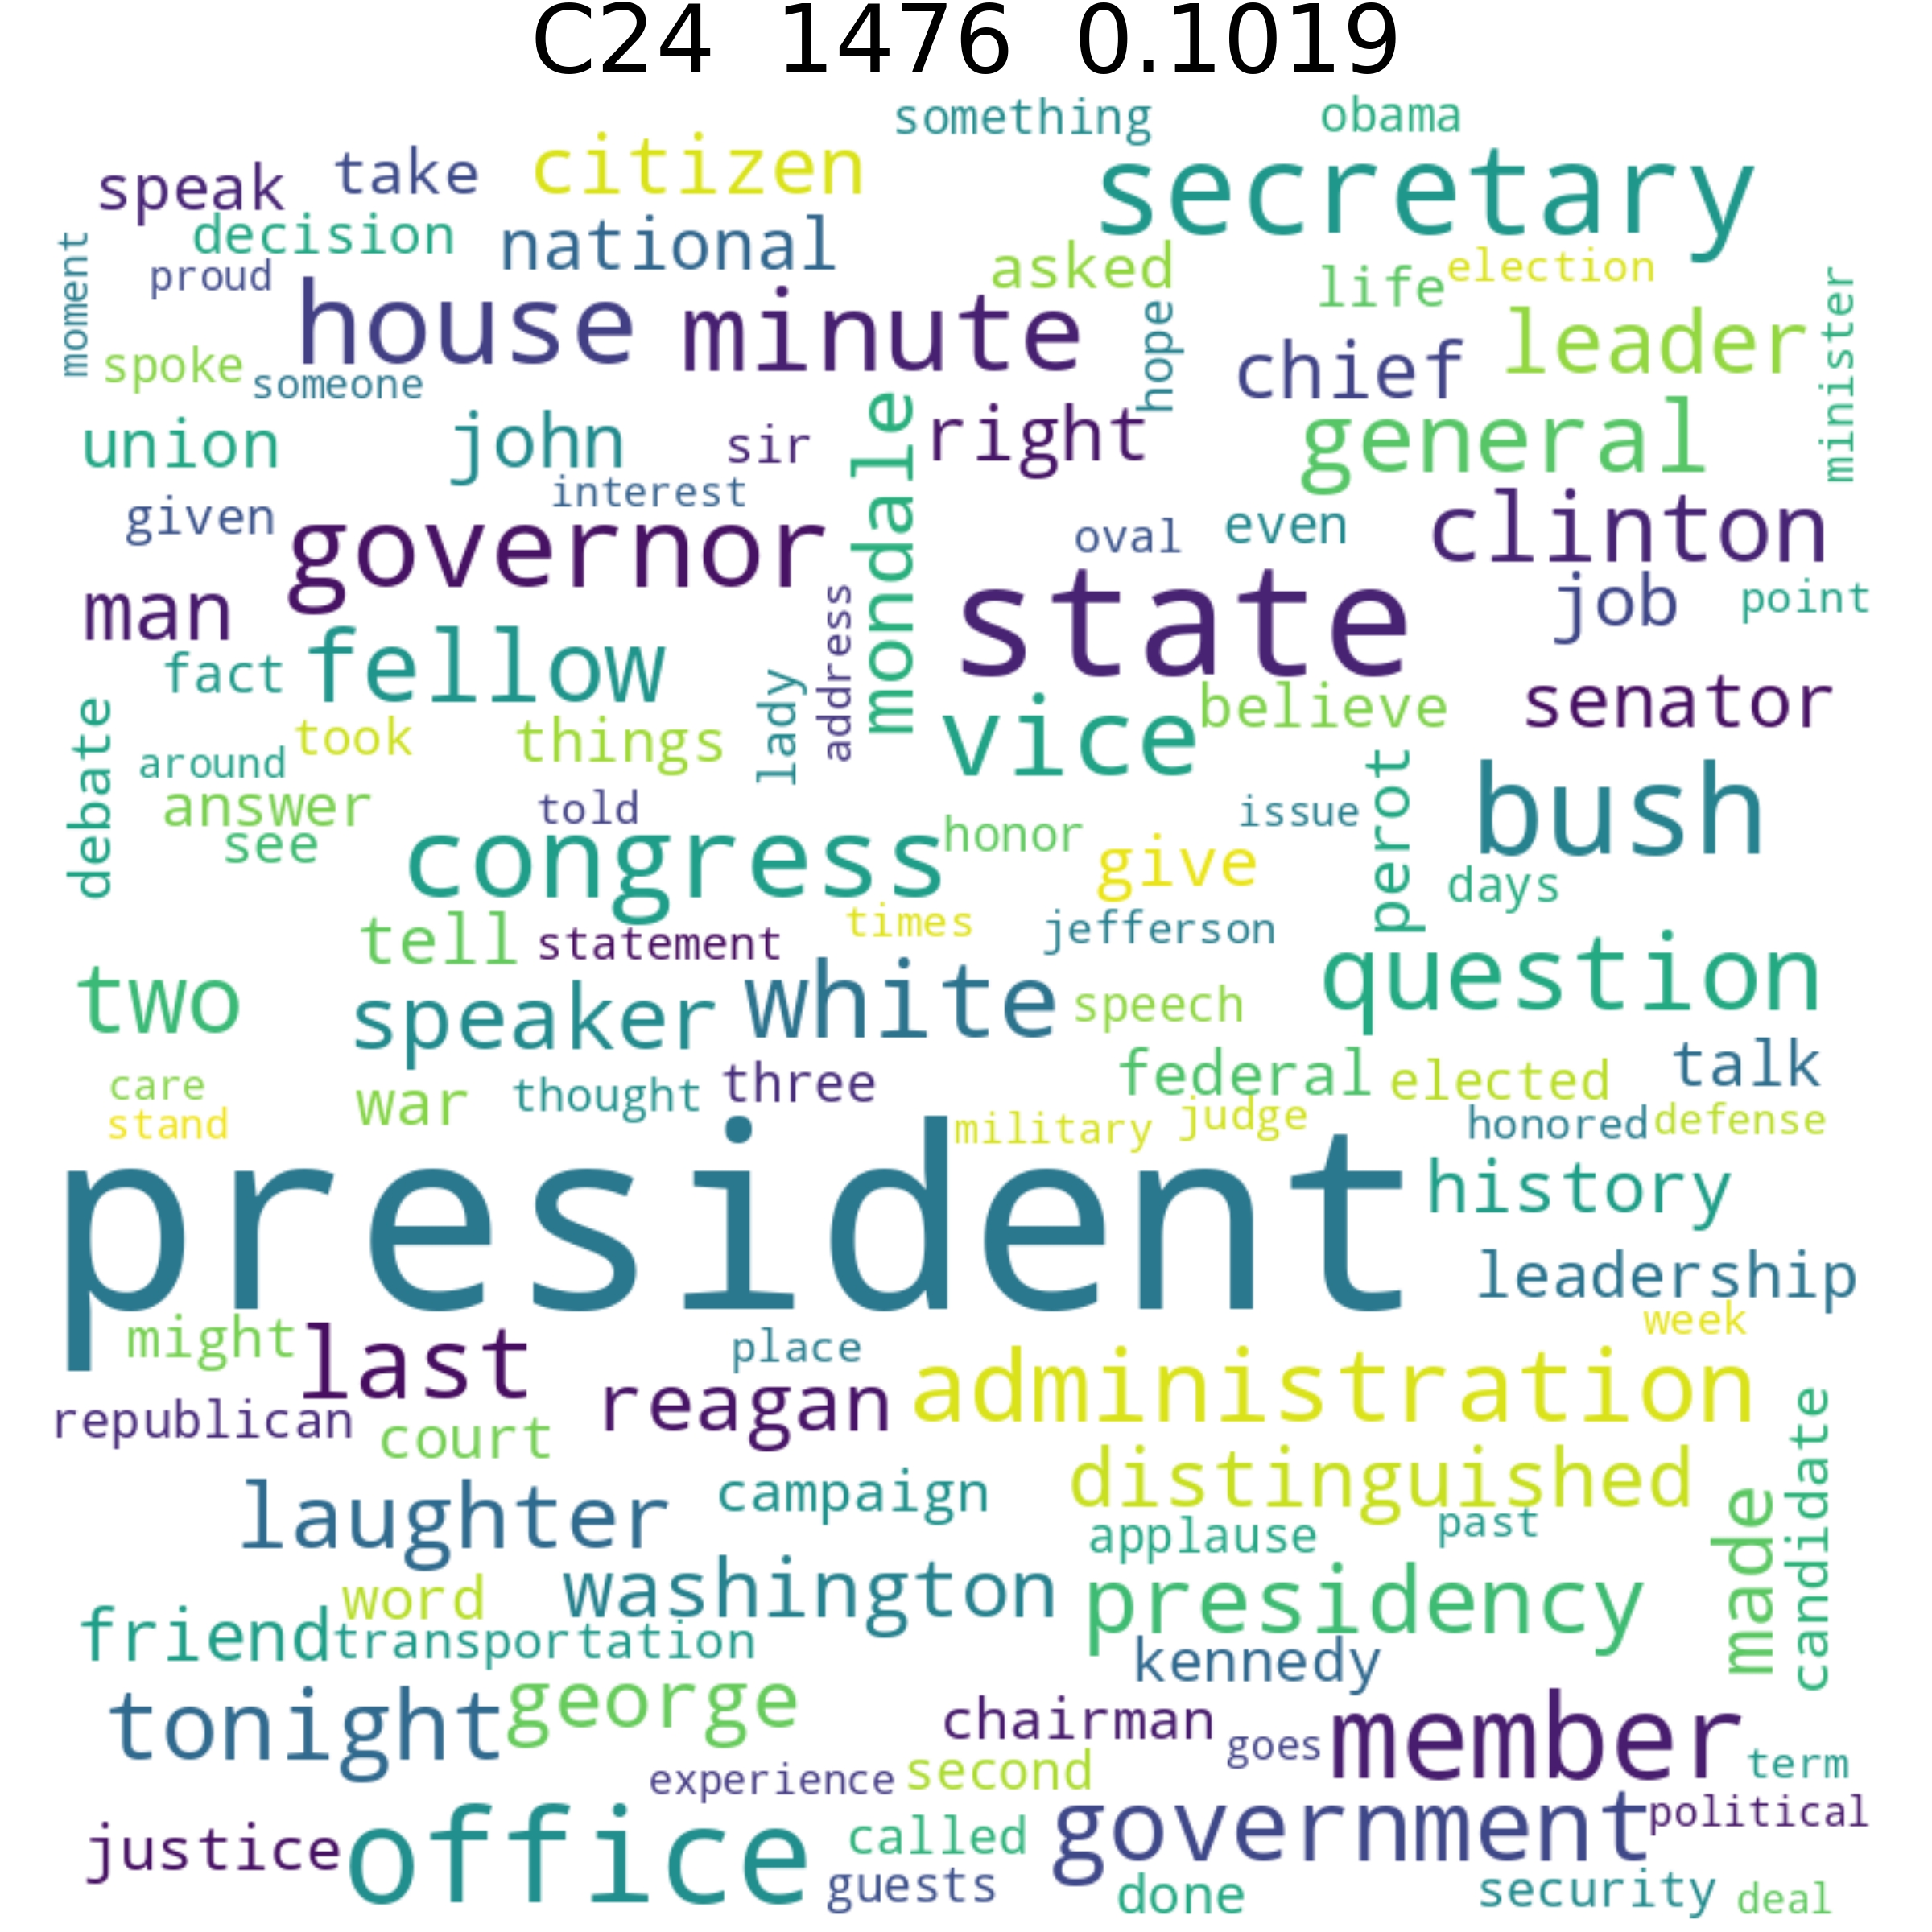 C24 1476 0.1019
something obama
speak take citizen secretary
decision national asked election
moment proud house minute life leader minister
spoke someone hope chief
union john sir mondale right general
given interest governor oval even clinton
man state job point
fact fellow lady address vice believe senator
debate around took things
answer told issue perot bush
see congress honor give days
tell statement times jefferson
two speaker white speech question
care war thought three federal elected talk
stand military judge honored defense
president history
leadership
might last place week
republican court reagan administration
laughter campaign distinguished
applause past made candidate
friend word washington presidency
transportation kennedy
tonight george chairman goes member
experience second term
justice office called government political
guests done security deal